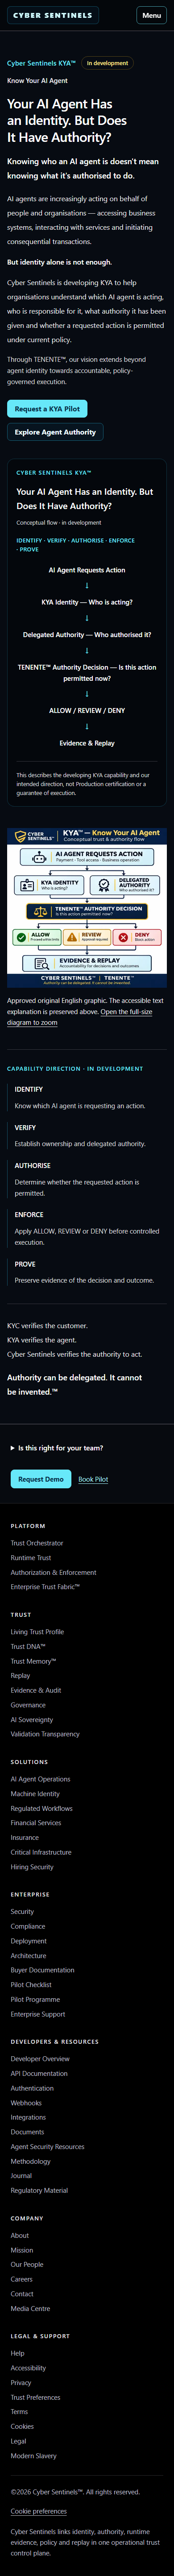 CYBER SENTINELS
Menu
Cyber Sentinels KYA™
In development
Know Your AI Agent
Your AI Agent Has
an Identity. But Does
It Have Authority?
Knowing who an AI agent is doesn't mean
knowing what it's authorised to do.
AI agents are increasingly acting on behalf of
people and organisations — accessing business
systems, interacting with services and initiating
consequential transactions.
But identity alone is not enough.
Cyber Sentinels is developing KYA to help
organisations understand which AI agent is acting,
who is responsible for it, what authority it has been
given and whether a requested action is permitted
under current policy.
Through TENENTE™, our vision extends beyond
agent identity towards accountable, policy-
governed execution.
Request a KYA Pilot
Explore Agent Authority
CYBER SENTINELS KYA™
Your AI Agent Has an Identity. But
Does It Have Authority?
Conceptual flow · in development
IDENTIFY · VERIFY · AUTHORISE · ENFORCE
· PROVE
AI Agent Requests Action
↓
KYA Identity — Who is acting?
↓
Delegated Authority — Who authorised it?
↓
TENENTE™ Authority Decision — Is this action
permitted now?
↓
ALLOW / REVIEW / DENY
↓
Evidence & Replay
This describes the developing KYA capability and our
intended direction, not Production certification or a
guarantee of execution.
CYBER SENTINELS
KYA™ — Know Your AI Agent
Conceptual trust & authority flow
AI AGENT REQUESTS ACTION
Payment · Tool access · Business operation
KYA IDENTITY
Who is acting?
DELEGATED AUTHORITY
Who authorised it?
TENENTE™ AUTHORITY DECISION
Is this action permitted now?
ALLOW
REVIEW
Approval required
DENY
Block action
EVIDENCE & REPLAY
Accountability for decisions and outcomes
CYBER SENTINELS™ | TENENTE™
Authority can be delegated. It cannot be invented.
Approved original English graphic. The accessible text
explanation is preserved above. Open the full-size
diagram to zoom
CAPABILITY DIRECTION · IN DEVELOPMENT
IDENTIFY
Know which AI agent is requesting an action.
VERIFY
Establish ownership and delegated authority.
AUTHORISE
Determine whether the requested action is
permitted.
ENFORCE
Apply ALLOW, REVIEW or DENY before controlled
execution.
PROVE
Preserve evidence of the decision and outcome.
KYC verifies the customer.
KYA verifies the agent.
Cyber Sentinels verifies the authority to act.
Authority can be delegated. It cannot
be invented.™
Is this right for your team?
Request Demo
Book Pilot
PLATFORM
Trust Orchestrator
Runtime Trust
Authorization & Enforcement
Enterprise Trust Fabric™
TRUST
Living Trust Profile
Trust DNA™
Trust Memory™
Replay
Evidence & Audit
Governance
AI Sovereignty
Validation Transparency
SOLUTIONS
AI Agent Operations
Machine Identity
Regulated Workflows
Financial Services
Insurance
Critical Infrastructure
Hiring Security
ENTERPRISE
Security
Compliance
Deployment
Architecture
Buyer Documentation
Pilot Checklist
Pilot Programme
Enterprise Support
DEVELOPERS & RESOURCES
Developer Overview
API Documentation
Authentication
Webhooks
Integrations
Documents
Agent Security Resources
Methodology
Journal
Regulatory Material
COMPANY
About
Mission
Our People
Careers
Contact
Media Centre
LEGAL & SUPPORT
Help
Accessibility
Privacy
Trust Preferences
Terms
Cookies
Legal
Modern Slavery
©2026 Cyber Sentinels™. All rights reserved.
Cookie preferences
Cyber Sentinels links identity, authority, runtime
evidence, policy and replay in one operational trust
control plane.